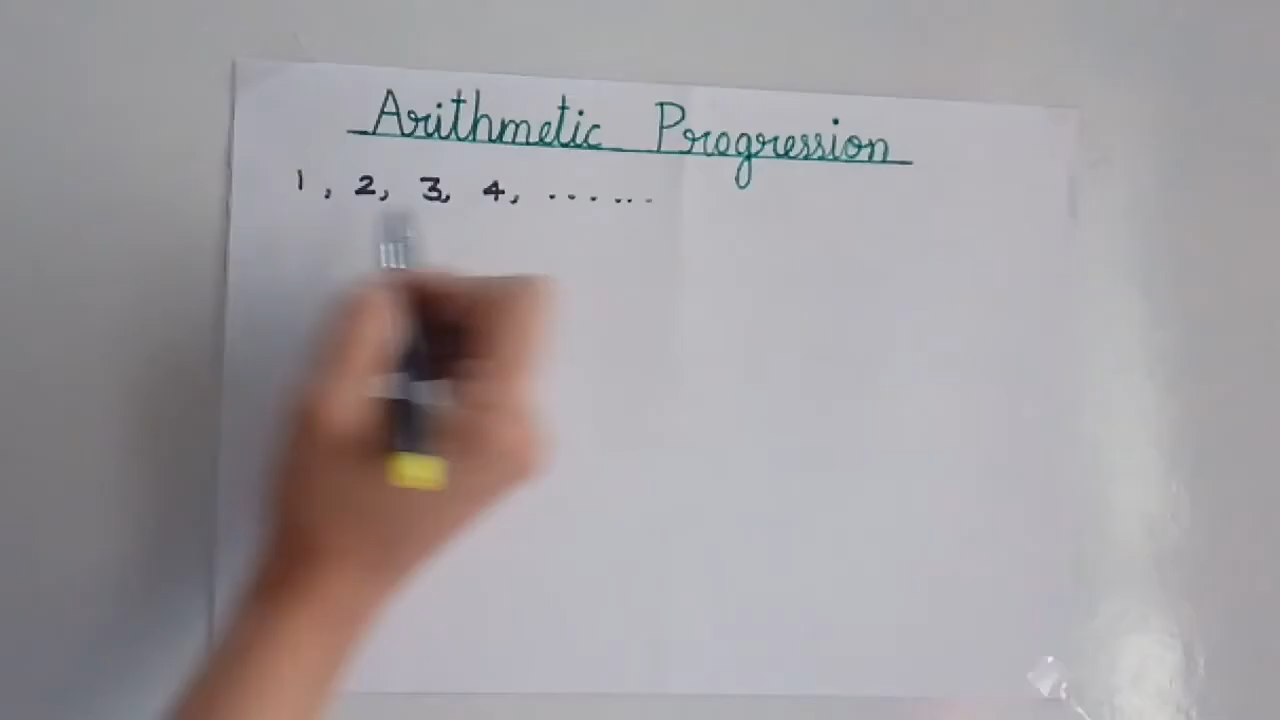 Arithmetic Progression
1, 2, 3, 4, ......